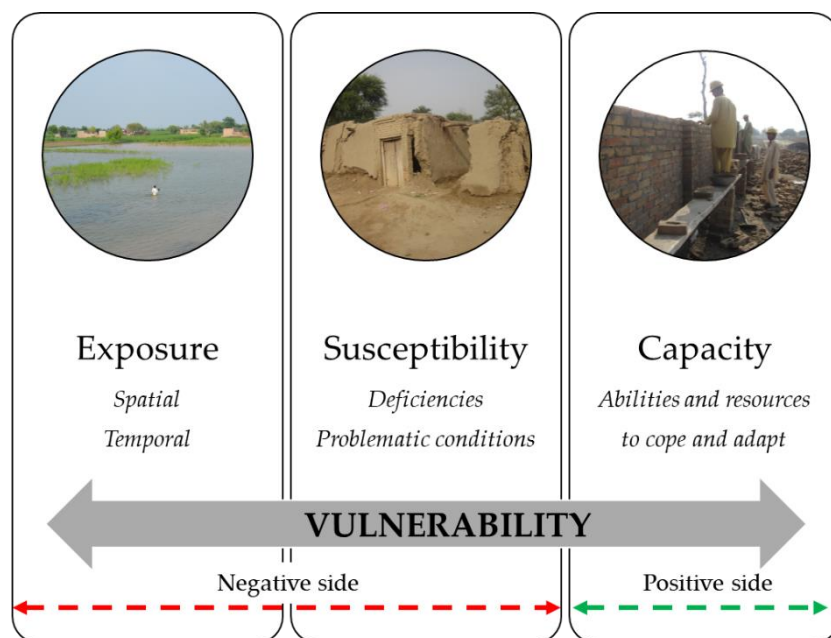 Exposure
Spatial
Temporal
Susceptibility
Deficiencies
Problematic conditions
Capacity
Abilities and resources
to cope and adapt
VULNERABILITY
Negative side
Positive side